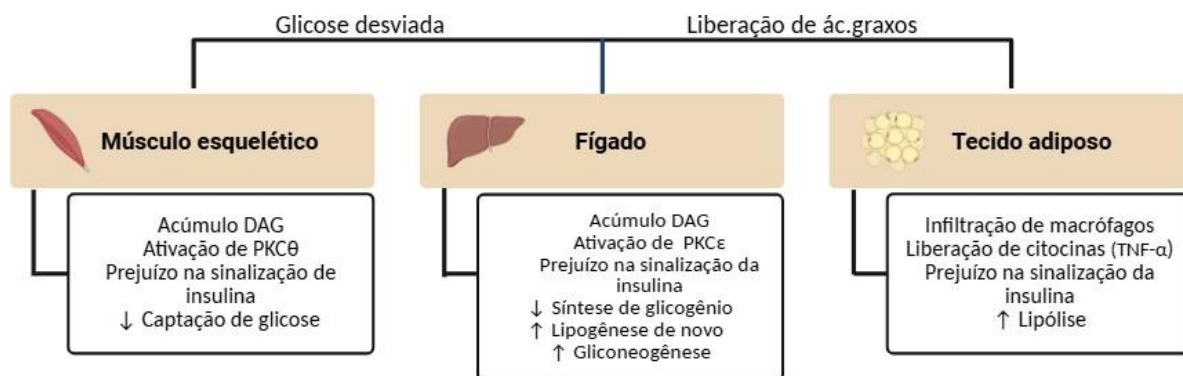 Glicose desviada
Liberação de ác.graxos
Músculo esquelético
Acúmulo DAG
Ativação de PKCθ
Prejuízo na sinalização de
insulina
↓ Captação de glicose
Fígado
Acúmulo DAG
Ativação de PKCε
Prejuízo na sinalização da
insulina
↓ Síntese de glicogênio
↑ Lipogênese de novo
↑ Gliconeogênese
Tecido adiposo
Infiltração de macrófagos
Liberação de citocinas (TNF-α)
Prejuízo na sinalização da
insulina
↑ Lipólise